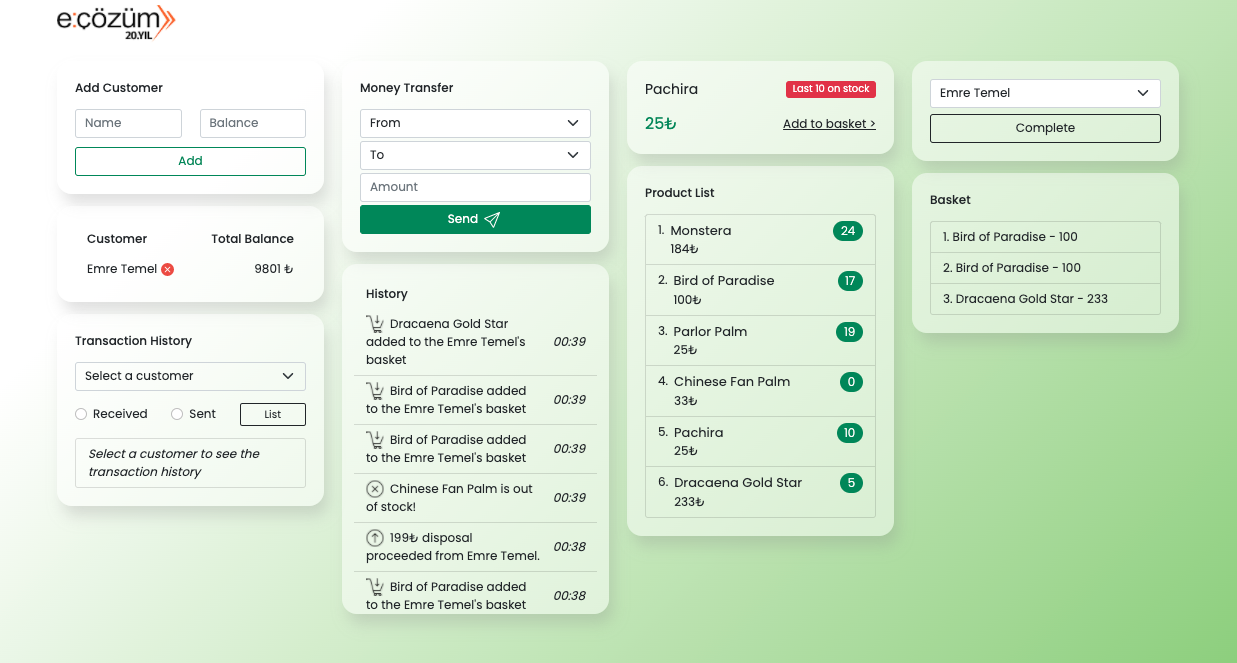 e:çözüm
20.YIL
Add Customer
Name
Balance
Add
Customer
Total Balance
Emre Temel
9801 ₺
Transaction History
Select a customer
Received
Sent
List
Select a customer to see the
transaction history
Money Transfer
From
To
Amount
Send
History
Dracaena Gold Star
added to the Emre Temel's
basket
00:39
Bird of Paradise added
to the Emre Temel's basket
00:39
Bird of Paradise added
to the Emre Temel's basket
00:39
Chinese Fan Palm is out
of stock!
00:39
199₺ disposal
proceeded from Emre Temel.
00:38
Bird of Paradise added
to the Emre Temel's basket
00:38
Pachira
Last 10 on stock
25₺
Add to basket >
Product List
1. Monstera
184₺
24
2. Bird of Paradise
100₺
17
3. Parlor Palm
25₺
19
4. Chinese Fan Palm
33₺
0
5. Pachira
25₺
10
6. Dracaena Gold Star
233₺
5
Emre Temel
Complete
Basket
1. Bird of Paradise - 100
2. Bird of Paradise - 100
3. Dracaena Gold Star - 233